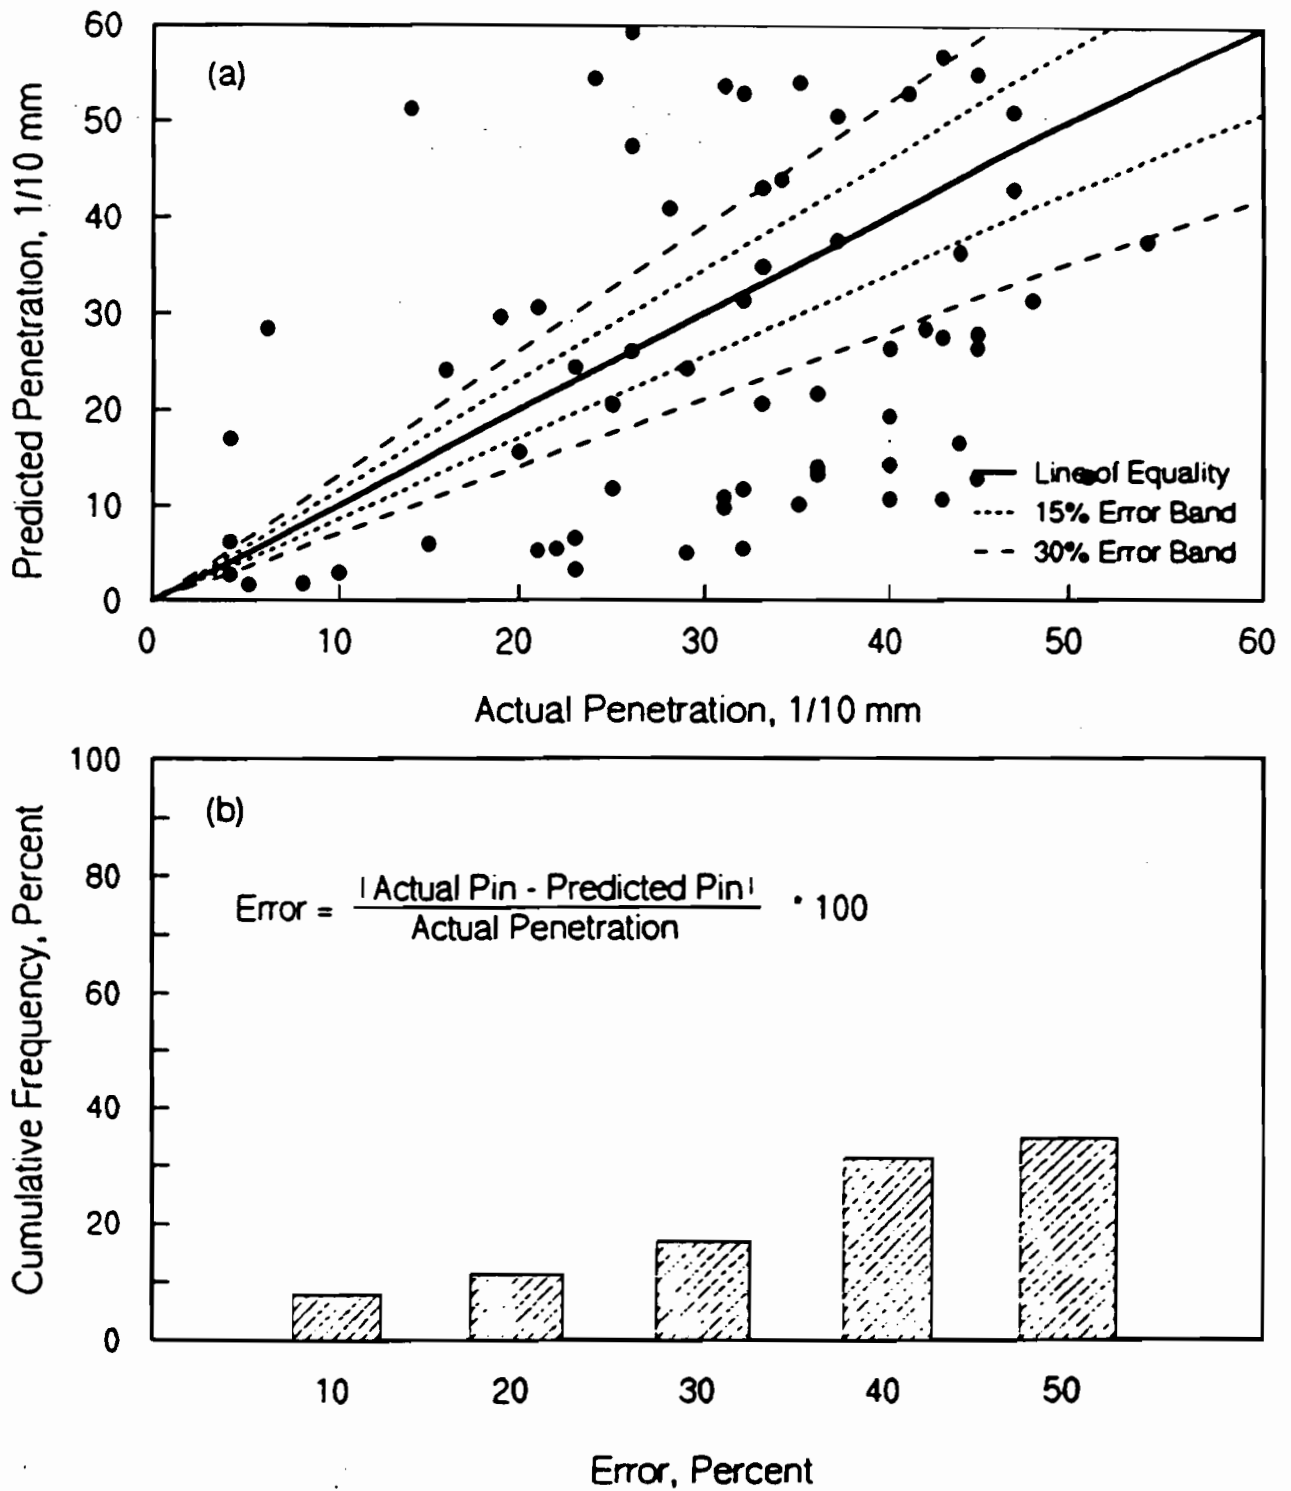 60
(a)
50
40
30
20
10
0
Predicted Penetration, 1/10 mm
Line of Equality
15% Error Band
30% Error Band
0 10 20 30 40 50 60
Actual Penetration, 1/10 mm
100
(b)
80
60
40
20
0
Cumulative Frequency, Percent
Error = | Actual Pin - Predicted Pin | * 100
Actual Penetration
10 20 30 40 50
Error, Percent